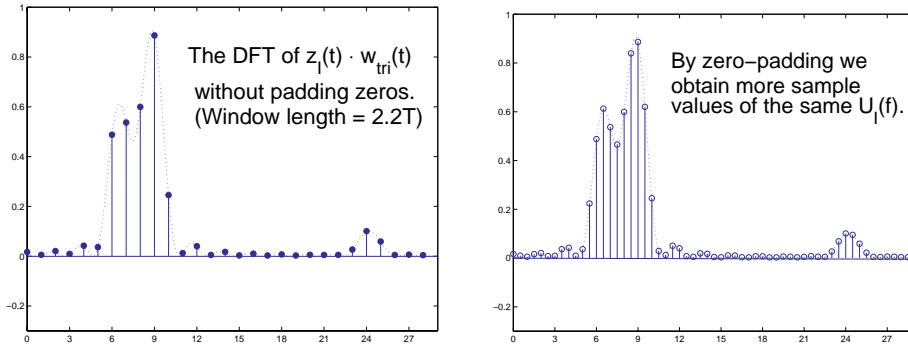 1
0.8
0.6
0.4
0.2
0
−0.2
0 3 6 9 12 15 18 21 24 27
The DFT of z_l(t) · w_tri(t)
without padding zeros.
(Window length = 2.2T)
1
0.8
0.6
0.4
0.2
0
−0.2
0 3 6 9 12 15 18 21 24 27
By zero−padding we
obtain more sample
values of the same U_l(f).